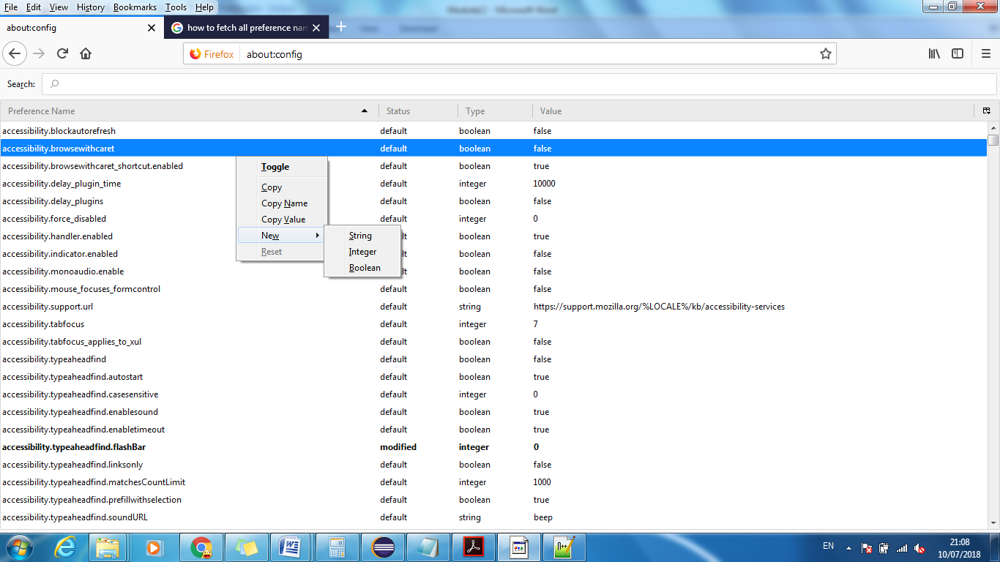 File Edit View History Bookmarks Tools Help
about:config
how to fetch all preference nam
Firefox about:config
Search:
Preference Name Status Type Value
accessibility.blockautorefresh default boolean false
accessibility.browsewithcaret default boolean false
accessibility.browsewithcaret_shortcut.enabled default boolean true
accessibility.delay_plugin_time default integer 10000
accessibility.delay_plugins default boolean false
accessibility.force_disabled default integer 0
accessibility.handler.enabled boolean true
accessibility.indicator.enabled boolean false
accessibility.monoaudio.enable boolean false
accessibility.mouse_focuses_formcontrol default boolean false
accessibility.support.url default string https://support.mozilla.org/%LOCALE%/kb/accessibility-services
accessibility.tabfocus default integer 7
accessibility.tabfocus_applies_to_xul default boolean false
accessibility.typeaheadfind default boolean false
accessibility.typeaheadfind.autostart default boolean true
accessibility.typeaheadfind.casesensitive default integer 0
accessibility.typeaheadfind.enablesound default boolean true
accessibility.typeaheadfind.enabletimeout default boolean true
accessibility.typeaheadfind.flashBar modified integer 0
accessibility.typeaheadfind.linksonly default boolean false
accessibility.typeaheadfind.matchesCountLimit default integer 1000
accessibility.typeaheadfind.prefillwithselection default boolean true
accessibility.typeaheadfind.soundURL default string beep
Toggle
Copy
Copy Name
Copy Value
New
Reset
String
Integer
Boolean
EN
21:08
10/07/2018